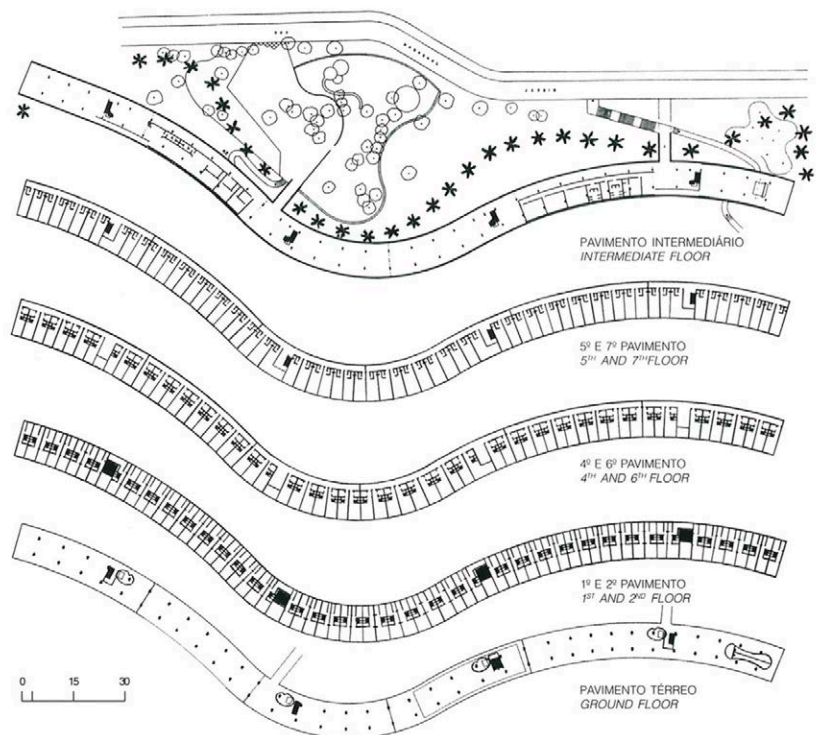 PAVIMENTO INTERMEDIÁRIO
INTERMEDIATE FLOOR
5º E 7º PAVIMENTO
5TH AND 7TH FLOOR
4º E 6º PAVIMENTO
4TH AND 6TH FLOOR
1º E 2º PAVIMENTO
1ST AND 2ND FLOOR
PAVIMENTO TÉRREO
GROUND FLOOR
0 15 30